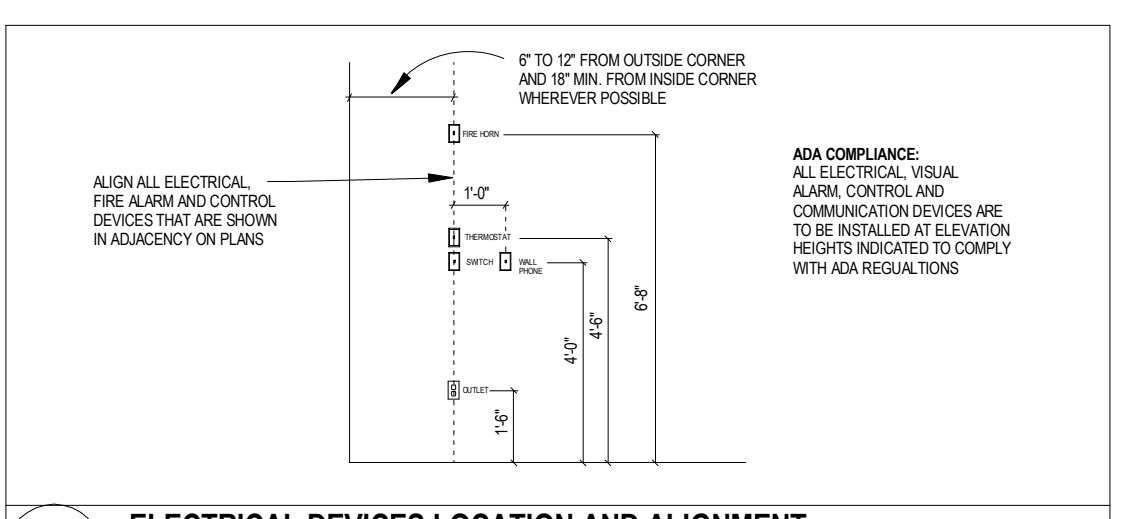 6" TO 12" FROM OUTSIDE CORNER
AND 18" MIN. FROM INSIDE CORNER
WHEREVER POSSIBLE
FIRE HORN
ADA COMPLIANCE:
ALL ELECTRICAL, VISUAL
ALARM, CONTROL AND
COMMUNICATION DEVICES ARE
TO BE INSTALLED AT ELEVATION
HEIGHTS INDICATED TO COMPLY
WITH ADA REGUALTIONS
ALIGN ALL ELECTRICAL,
FIRE ALARM AND CONTROL
DEVICES THAT ARE SHOWN
IN ADJACENCY ON PLANS
1'-0"
THERMOSTAT
SWITCH
WALL
PHONE
6'-8"
4'-6"
4'-0"
OUTLET
1'-6"
ELECTRICAL DEVICES LOCATION AND ALIGNMENT